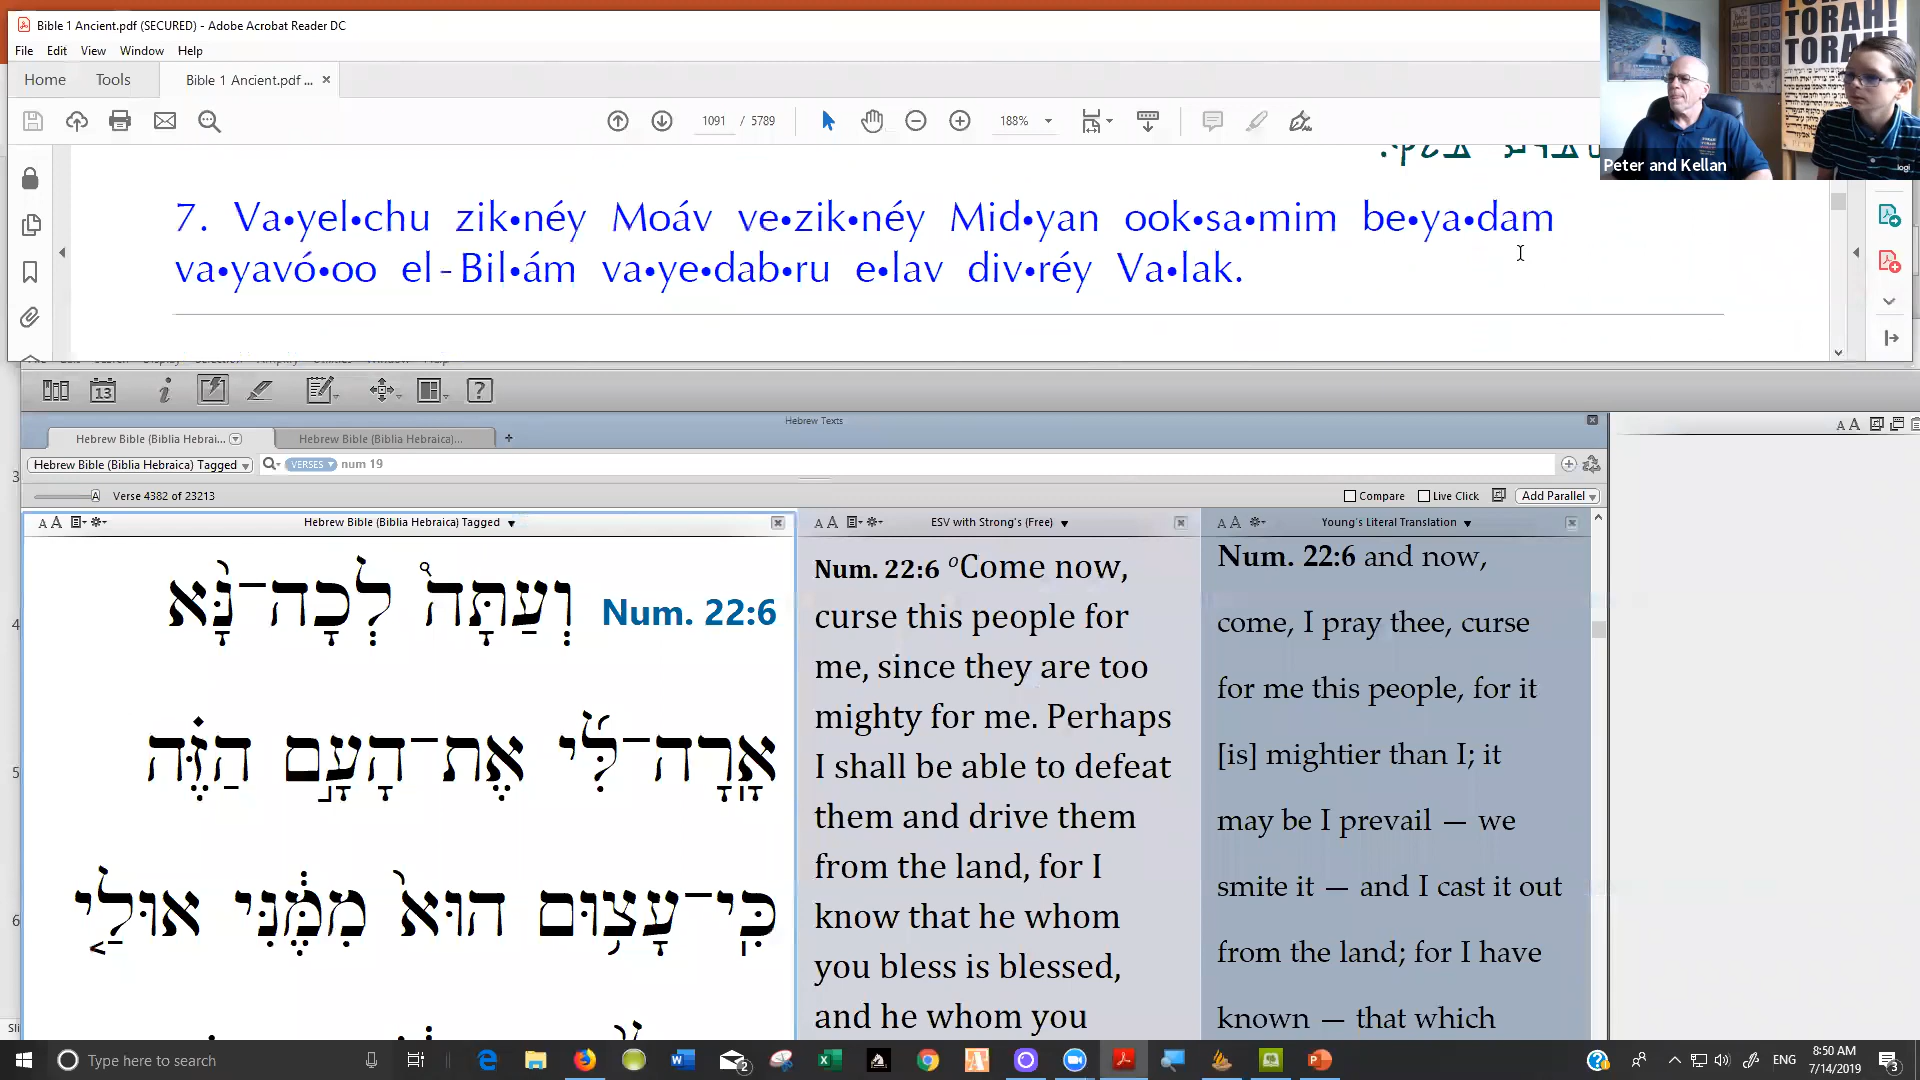 Bible 1 Ancient.pdf (SECURED) - Adobe Acrobat Reader DC
File Edit View Window Help
Home Tools Bible 1 Ancient.pdf ... ×
1091 / 5789 188%
TORAH!
TORAH!
Peter and Kellan
logi
7. Va•yel•chu zik•néy Moáv ve•zik•néy Mid•yan ook•sa•mim be•ya•dam
va•yavó•oo el-Bil•ám va•ye•dab•ru e•lav div•réy Va•lak.
13
Hebrew Texts
Hebrew Bible (Biblia Hebrai... Hebrew Bible (Biblia Hebraica)... +
Hebrew Bible (Biblia Hebraica) Tagged VERSES num 19
Verse 4382 of 23213 Compare Live Click Add Parallel
Hebrew Bible (Biblia Hebraica) Tagged
Num. 22:6 וְעַתָּה֩ לְכָה־נָּ֨א
אָֽרָה־לִּ֜י אֶת־הָעָ֣ם הַזֶּ֗ה
כִּֽי־עָצ֥וּם הוּא֙ מִמֶּ֔נִּי אוּלַ֤י
ESV with Strong's (Free)
Num. 22:6 Come now,
curse this people for
me, since they are too
mighty for me. Perhaps
I shall be able to defeat
them and drive them
from the land, for I
know that he whom
you bless is blessed,
and he whom you
Young's Literal Translation
Num. 22:6 and now,
come, I pray thee, curse
for me this people, for it
[is] mightier than I; it
may be I prevail — we
smite it — and I cast it out
from the land; for I have
known — that which
3
4
5
6
Type here to search
ENG
8:50 AM
7/14/2019